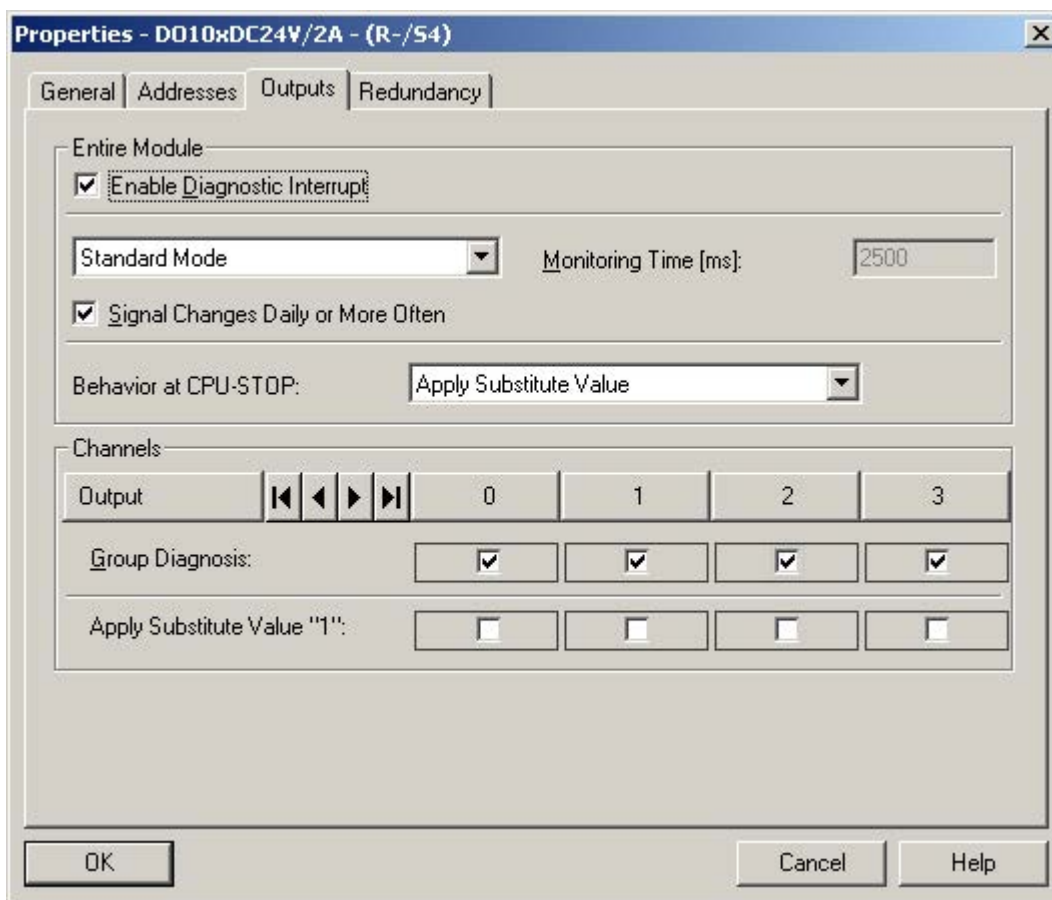 Properties - DO10xDC24V/2A - (R-/S4)
General Addresses Outputs Redundancy
Entire Module
Enable Diagnostic Interrupt
Standard Mode Monitoring Time [ms]: 2500
Signal Changes Daily or More Often
Behavior at CPU-STOP: Apply Substitute Value
Channels
Output 0 1 2 3
Group Diagnosis:
Apply Substitute Value "1":
OK Cancel Help